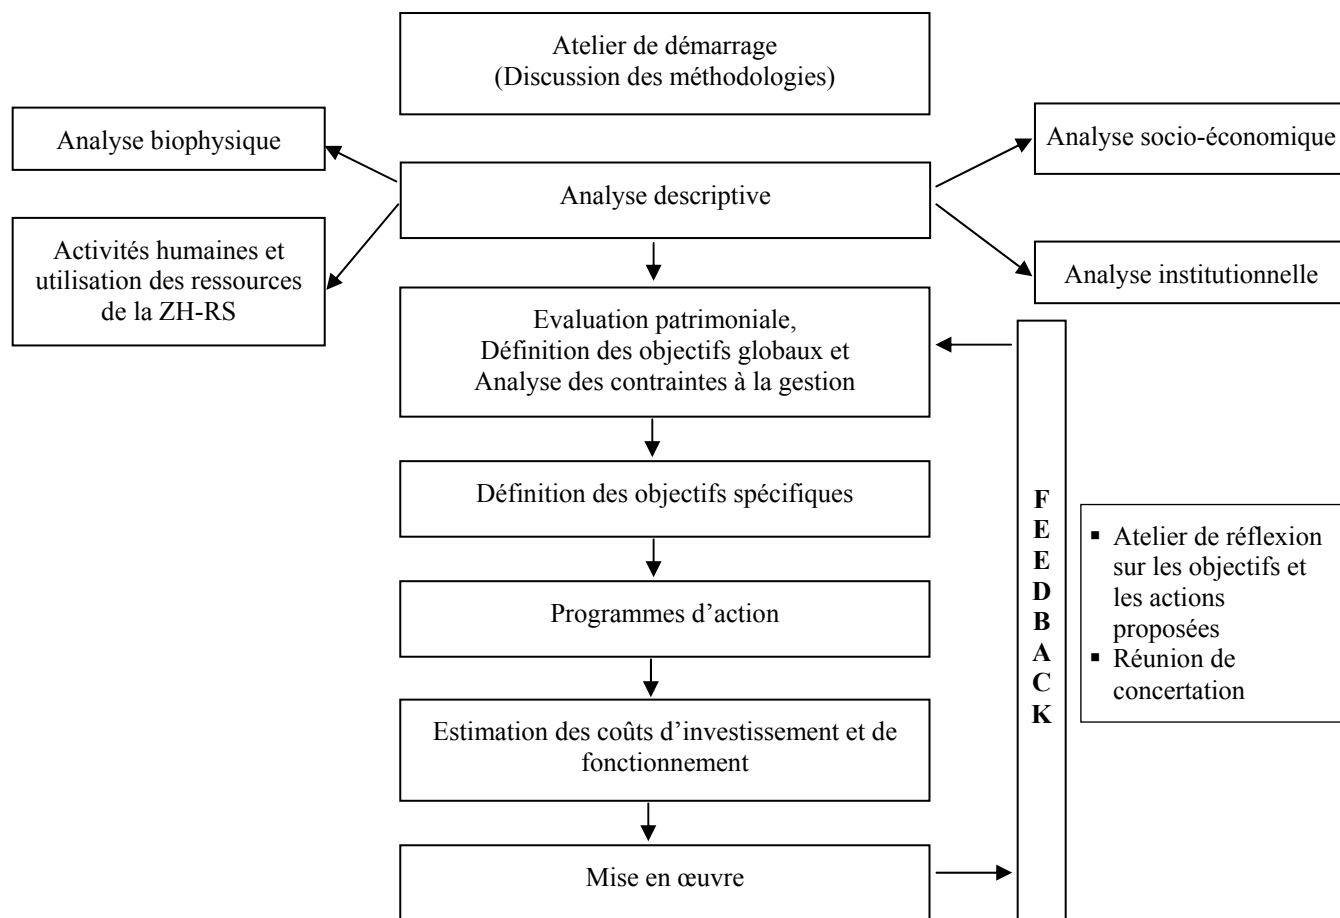 Atelier de démarrage
(Discussion des méthodologies)
Analyse biophysique
Analyse socio-économique
Analyse descriptive
Activités humaines et
utilisation des ressources
de la ZH-RS
Analyse institutionnelle
Evaluation patrimoniale,
Définition des objectifs globaux et
Analyse des contraintes à la gestion
Définition des objectifs spécifiques
Programmes d’action
Estimation des coûts d’investissement et de
fonctionnement
Mise en œuvre
F
E
E
D
B
A
C
K
▪ Atelier de réflexion
sur les objectifs et
les actions
proposées
▪ Réunion de
concertation